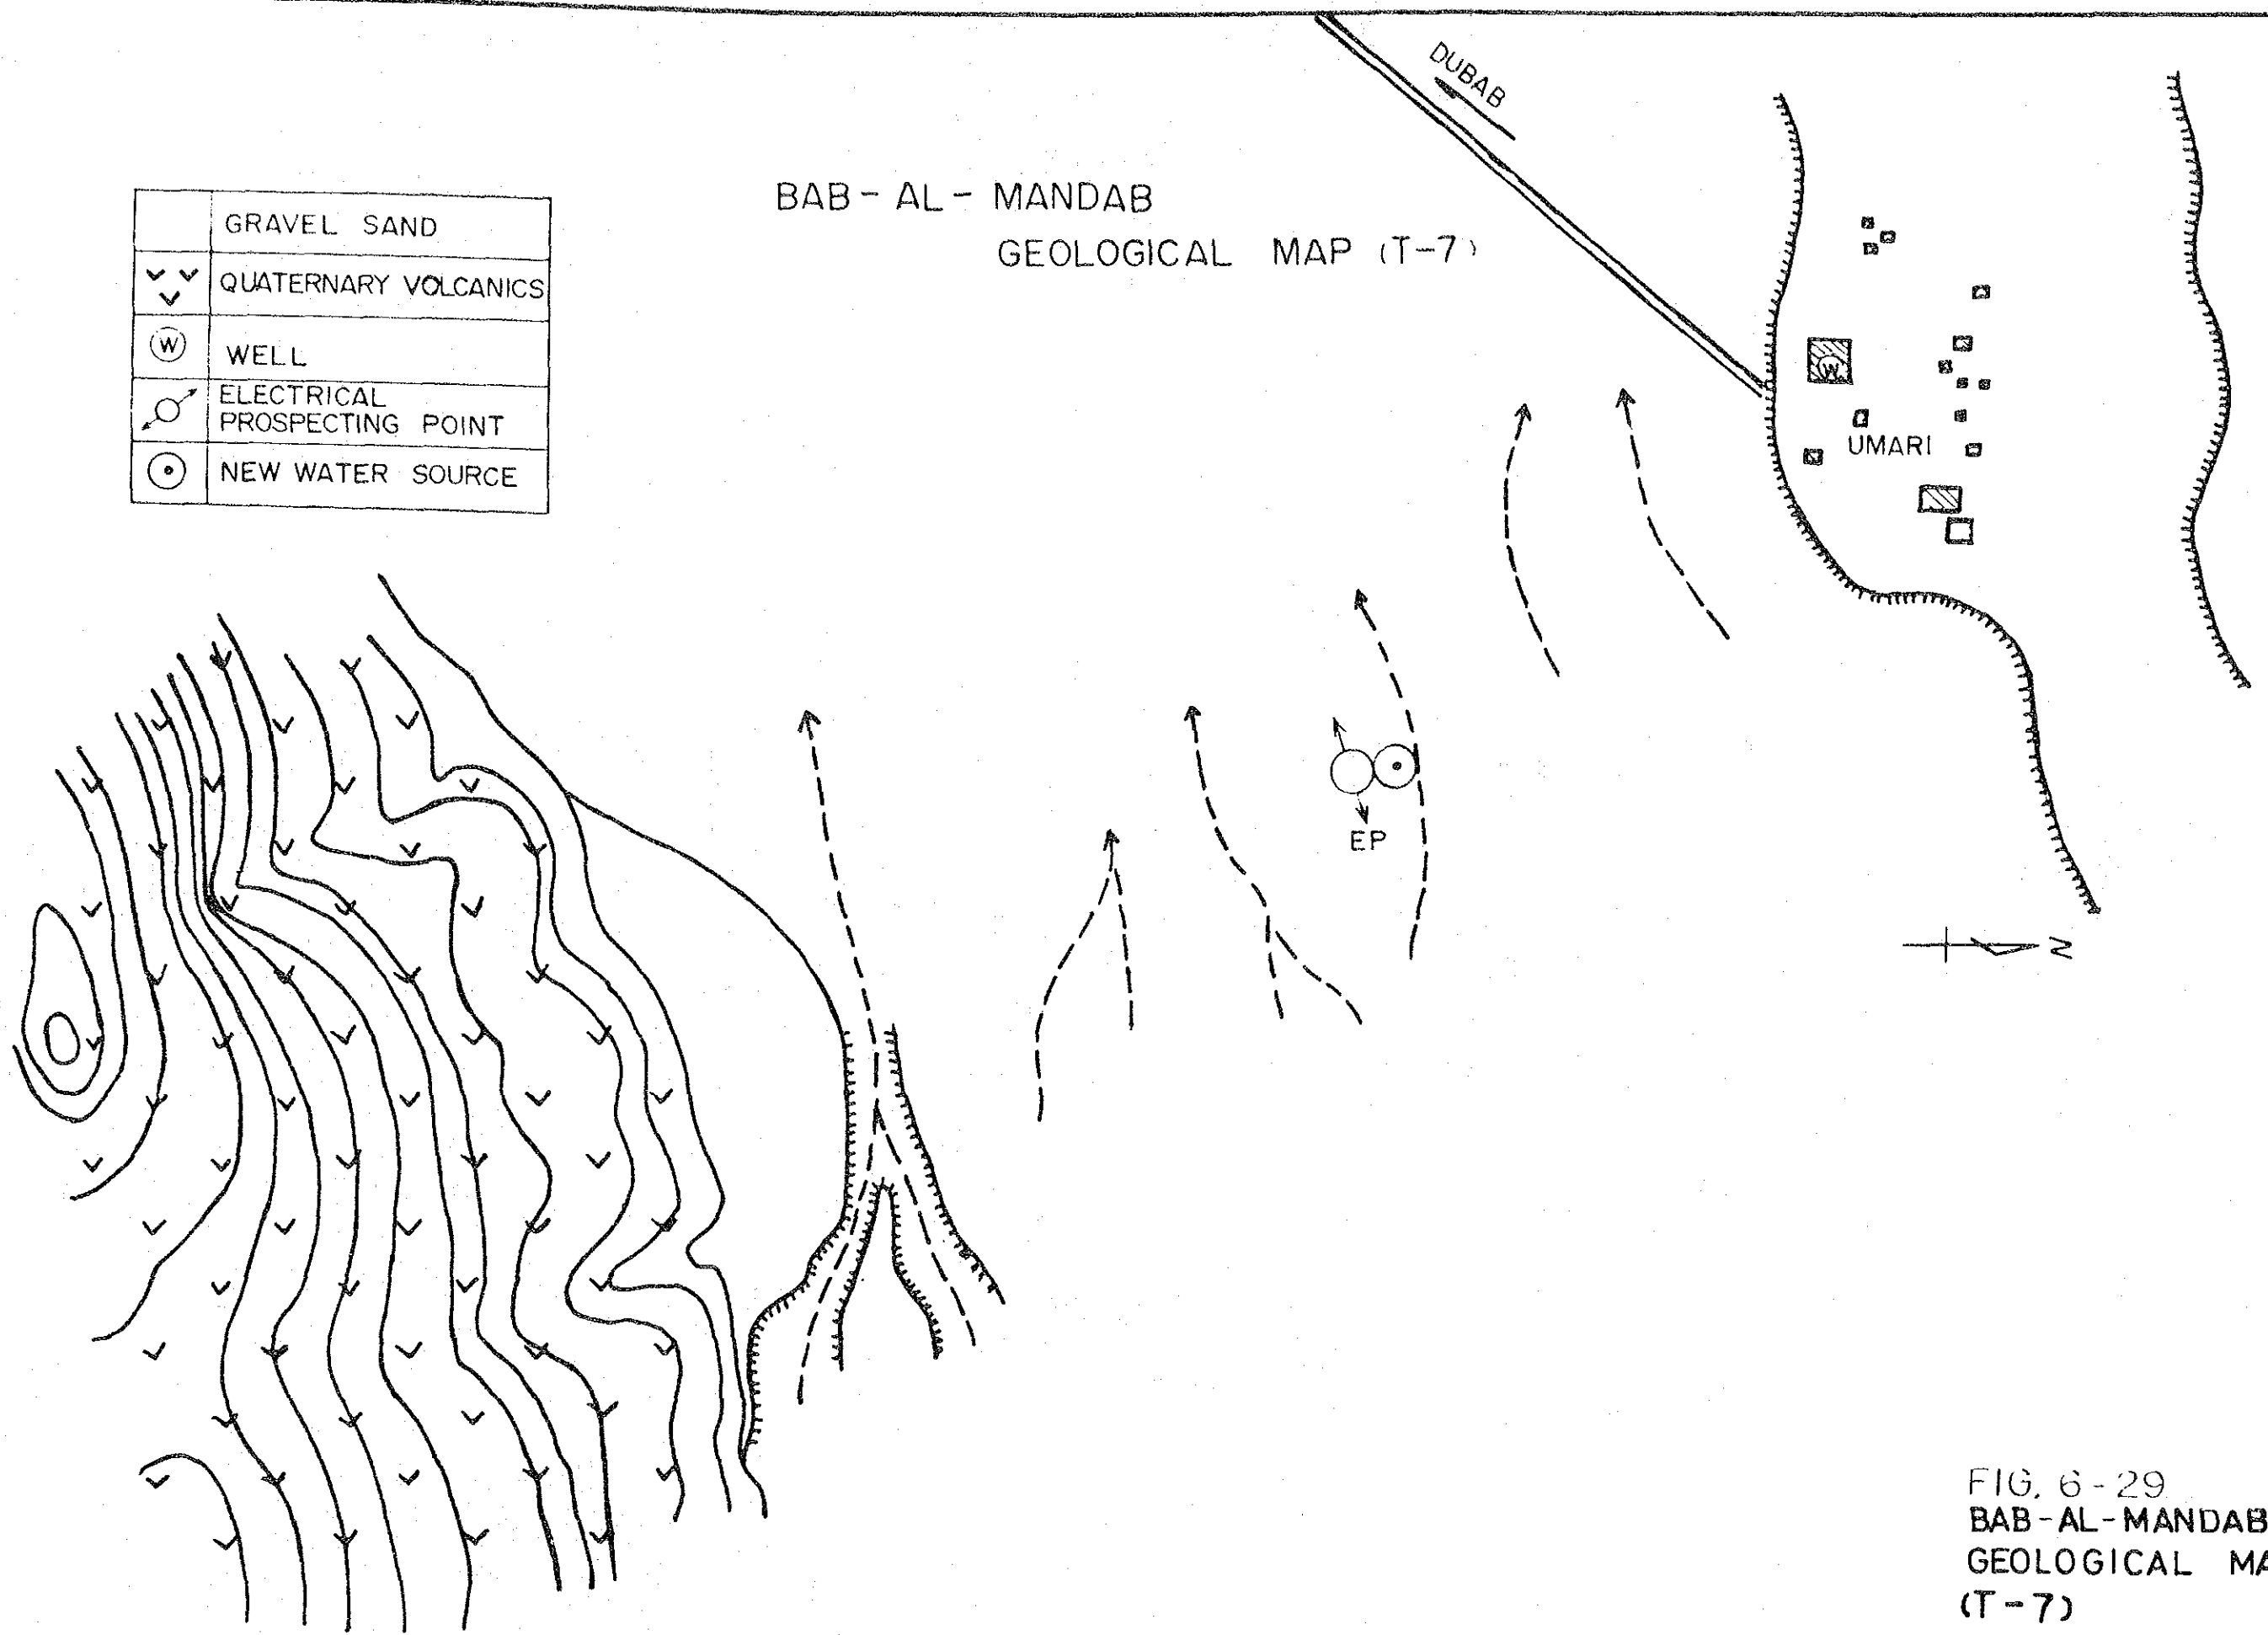 DUBAB
BAB-AL-MANDAB
GEOLOGICAL MAP (T-7)
GRAVEL SAND
QUATERNARY VOLCANICS
W WELL
ELECTRICAL
PROSPECTING POINT
NEW WATER SOURCE
W
UMARI
EP
N
FIG. 6-29
BAB-AL-MANDAB
GEOLOGICAL MA
(T-7)